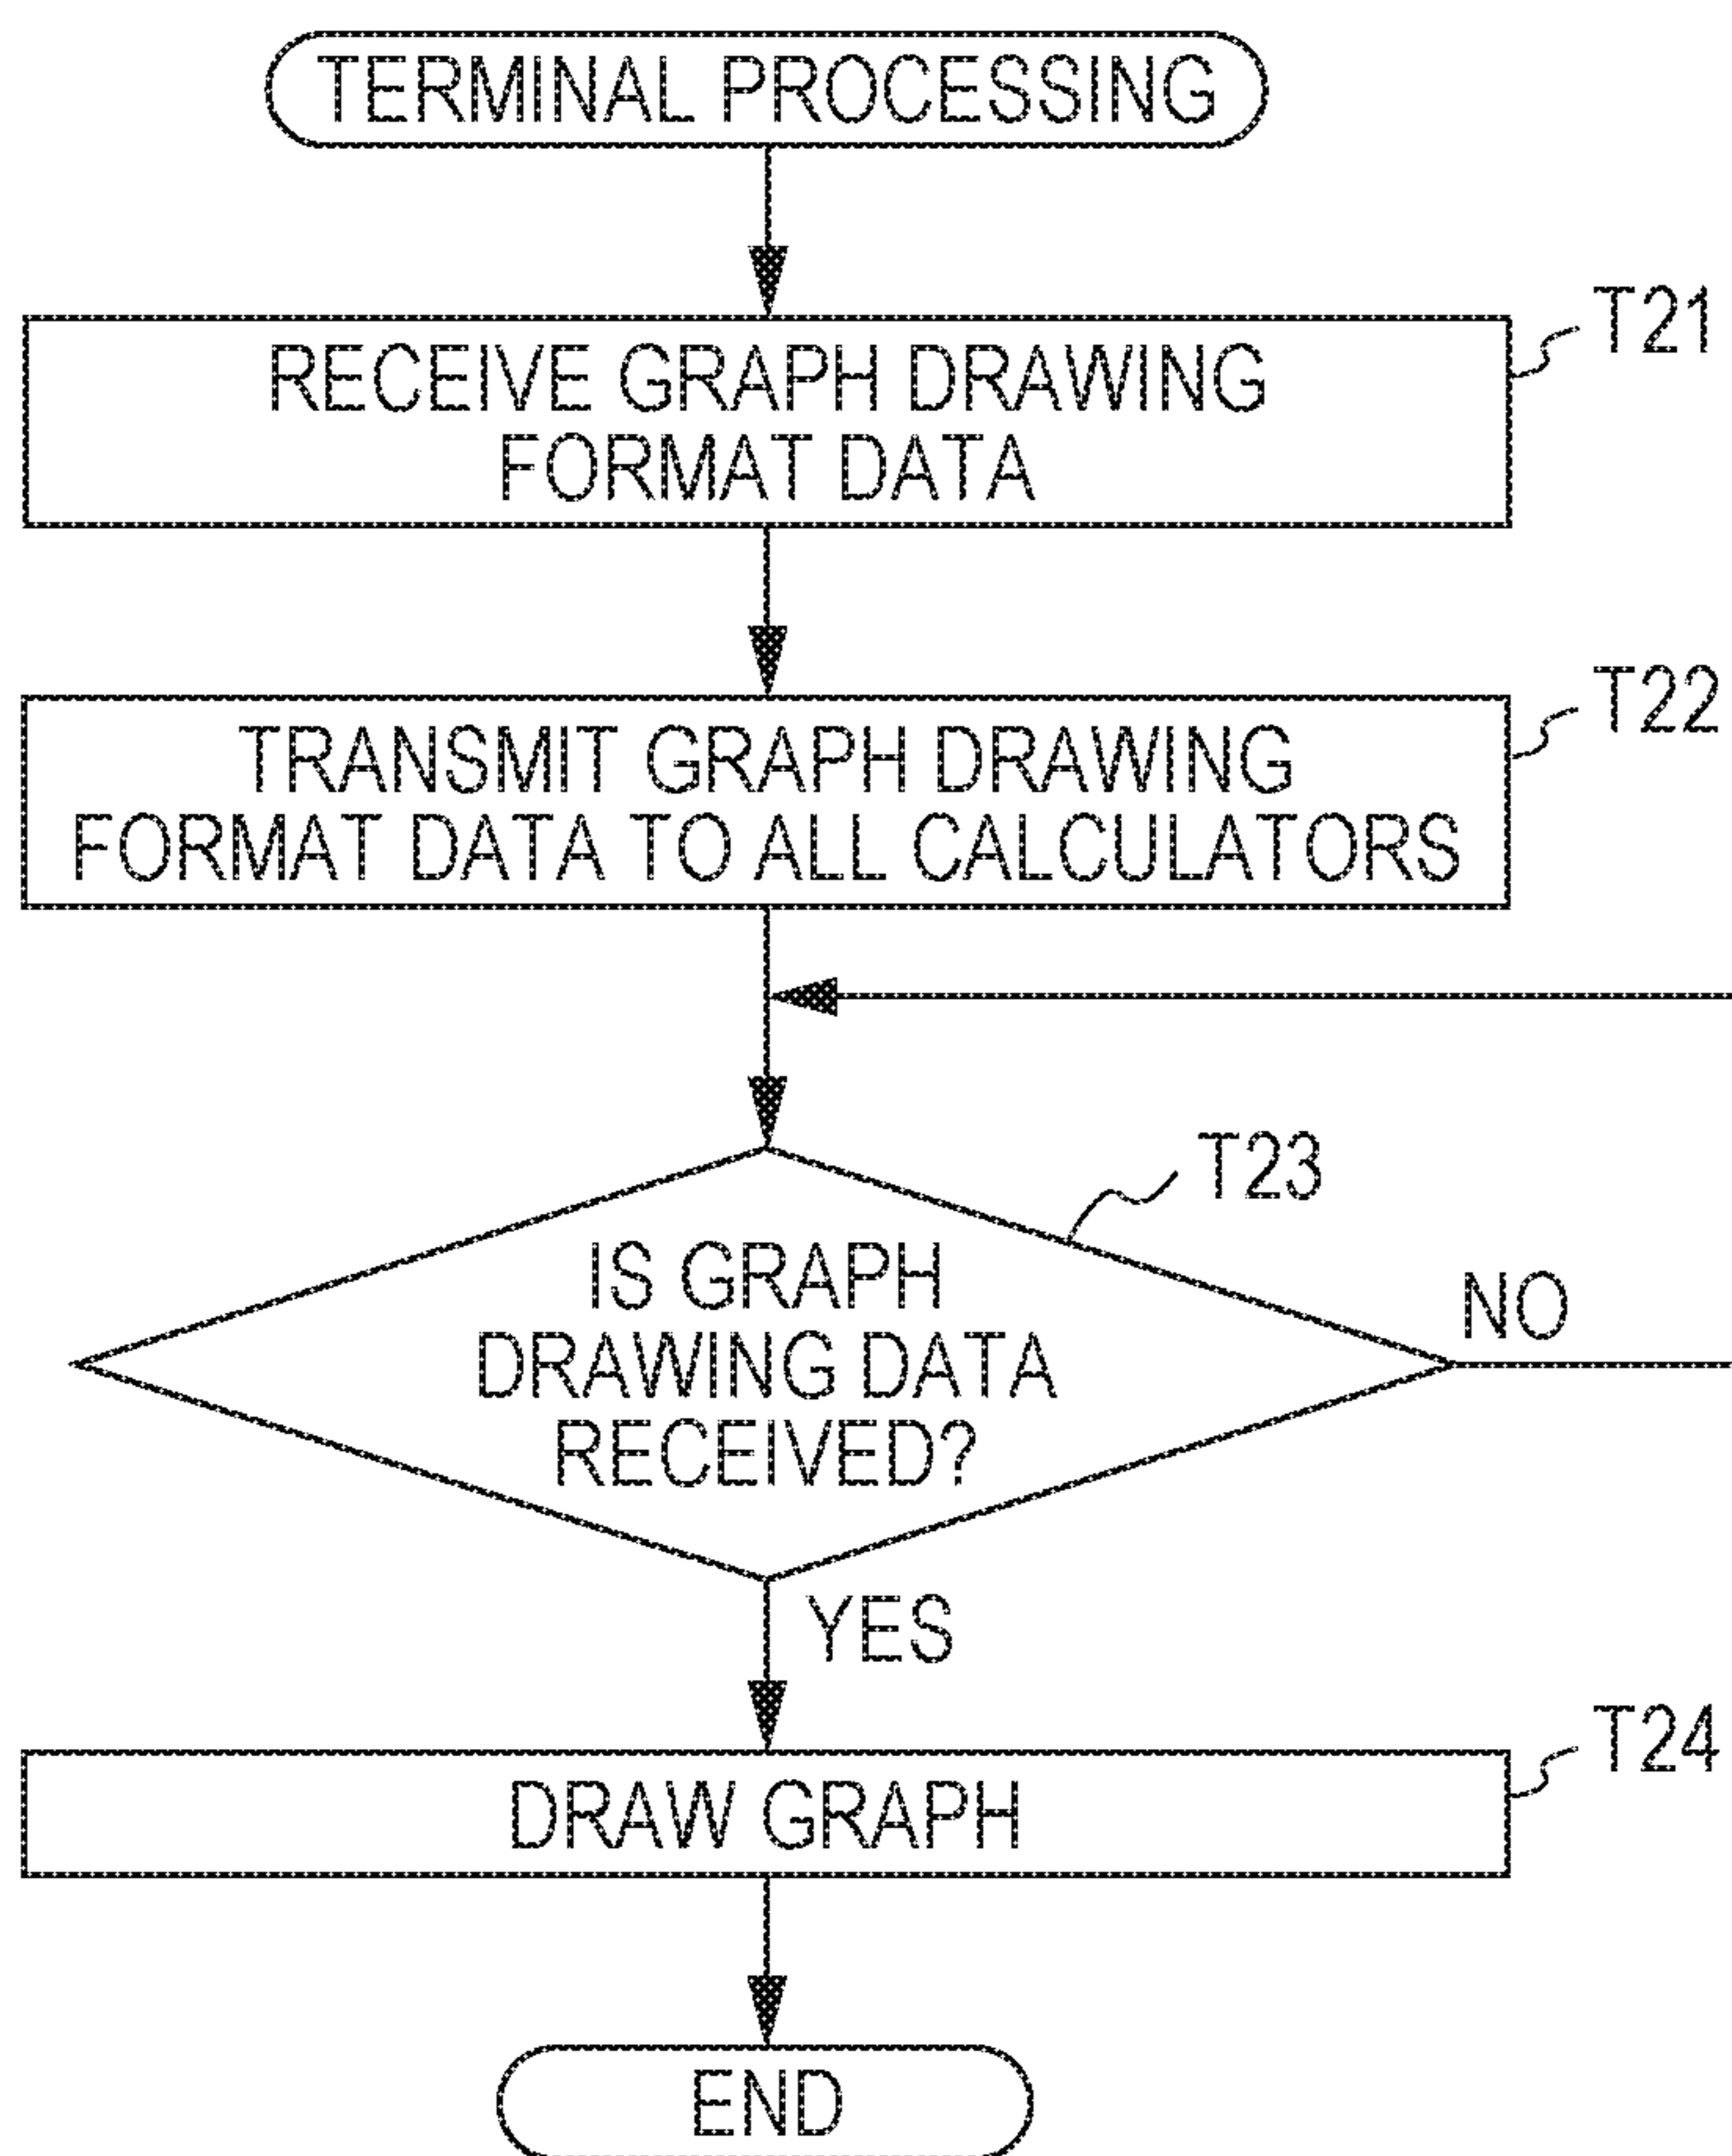 TERMINAL PROCESSING
T21
RECEIVE GRAPH DRAWING
FORMAT DATA
T22
TRANSMIT GRAPH DRAWING
FORMAT DATA TO ALL CALCULATORS
T23
IS GRAPH
DRAWING DATA
RECEIVED?
NO
YES
T24
DRAW GRAPH
END